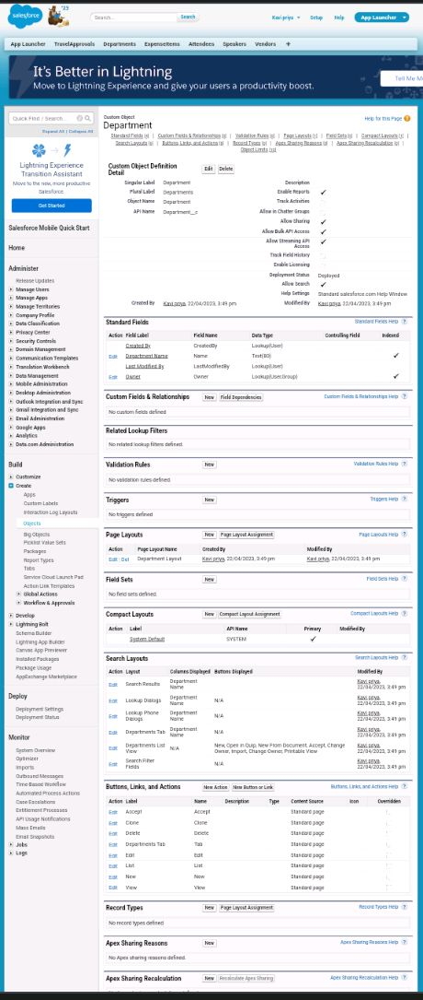 salesforce
'23
Search...
Search
Kavi priya
Setup
Help
App Launcher
App Launcher TravelApprovals Departments ExpenseItems Attendees Speakers Vendors +
It's Better in Lightning
Move to Lightning Experience and give your users a productivity boost.
Tell Me M
Quick Find / Search...
Expand All | Collapse All
Lightning Experience
Transition Assistant
Move to the new, more productive
Salesforce.
Get Started
Salesforce Mobile Quick Start
Home
Administer
Release Updates
Manage Users
Manage Apps
Manage Territories
Company Profile
Data Classification
Privacy Center
Security Controls
Domain Management
Communication Templates
Translation Workbench
Data Management
Mobile Administration
Desktop Administration
Outlook Integration and Sync
Gmail Integration and Sync
Email Administration
Google Apps
Analytics
Data.com Administration
Build
Customize
Create
Apps
Custom Labels
Interaction Log Layouts
Objects
Big Objects
Picklist Value Sets
Packages
Report Types
Tabs
Service Cloud Launch Pad
Action Link Templates
Global Actions
Workflow & Approvals
Develop
Lightning Bolt
Schema Builder
Lightning App Builder
Canvas App Previewer
Installed Packages
Package Usage
AppExchange Marketplace
Deploy
Deployment Settings
Deployment Status
Monitor
System Overview
Optimizer
Imports
Outbound Messages
Time-Based Workflow
Automated Process Actions
Case Escalations
Entitlement Processes
API Usage Notifications
Mass Emails
Email Snapshots
Jobs
Logs
Custom Object
Department
Help for this Page
Standard Fields [4] | Custom Fields & Relationships [0] | Validation Rules [0] | Page Layouts [1] | Field Sets [0] | Compact Layouts [1] |
Search Layouts [6] | Buttons, Links, and Actions [8] | Record Types [0] | Apex Sharing Reasons [0] | Apex Sharing Recalculation [0] |
Object Limits [10]
Custom Object Definition
Detail
Edit Delete
Singular Label Department Description
Plural Label Departments Enable Reports ✓
Object Name Department Track Activities
API Name Department__c Allow in Chatter Groups
Allow Sharing ✓
Allow Bulk API Access ✓
Allow Streaming API
Access ✓
Track Field History
Enable Licensing
Deployment Status Deployed
Allow Search ✓
Help Settings Standard salesforce.com Help Window
Created By Kavi priya, 22/04/2023, 3:49 pm Modified By Kavi priya, 22/04/2023, 3:49 pm
Standard Fields Standard Fields Help
Action Field Label Field Name Data Type Controlling Field Indexed
Created By CreatedBy Lookup(User)
Edit Department Name Name Text(80) ✓
Last Modified By LastModifiedBy Lookup(User)
Edit Owner Owner Lookup(User,Group) ✓
Custom Fields & Relationships New Field Dependencies Custom Fields & Relationships Help
No custom fields defined
Related Lookup Filters
No related lookup filters defined.
Validation Rules New Validation Rules Help
No validation rules defined.
Triggers New Triggers Help
No triggers defined
Page Layouts New Page Layout Assignment Page Layouts Help
Action Page Layout Name Created By Modified By
Edit Del Department Layout Kavi priya, 22/04/2023, 3:49 pm Kavi priya, 22/04/2023, 3:49 pm
Field Sets New Field Sets Help
No field sets defined.
Compact Layouts New Compact Layout Assignment Compact Layouts Help
Action Label API Name Primary Modified By
System Default SYSTEM ✓
Search Layouts Search Layouts Help
Action Layout Columns Displayed Buttons Displayed Modified By
Edit Search Results Department Name Kavi priya, 22/04/2023, 3:49 pm
Edit Lookup Dialogs Department Name N/A Kavi priya, 22/04/2023, 3:49 pm
Edit Lookup Phone Dialogs Department Name N/A Kavi priya, 22/04/2023, 3:49 pm
Edit Departments Tab Department Name N/A Kavi priya, 22/04/2023, 3:49 pm
Edit Departments List View N/A New, Open in Quip, New From Document, Accept, Change Owner, Import, Change Owner, Printable View Kavi priya, 22/04/2023, 3:49 pm
Edit Search Filter Fields N/A Kavi priya, 22/04/2023, 3:49 pm
Buttons, Links, and Actions New Action New Button or Link Buttons, Links, and Actions Help
Action Label Name Description Type Content Source Icon Overridden
Edit Accept Accept Standard page
Edit Clone Clone Standard page
Edit Delete Delete Standard page
Edit Departments Tab Tab Standard page
Edit Edit Edit Standard page
Edit List List Standard page
Edit New New Standard page
Edit View View Standard page
Record Types New Page Layout Assignment Record Types Help
No record types defined
Apex Sharing Reasons New Apex Sharing Reasons Help
No Apex sharing reasons defined.
Apex Sharing Recalculation New Recalculate Apex Sharing Apex Sharing Recalculation Help